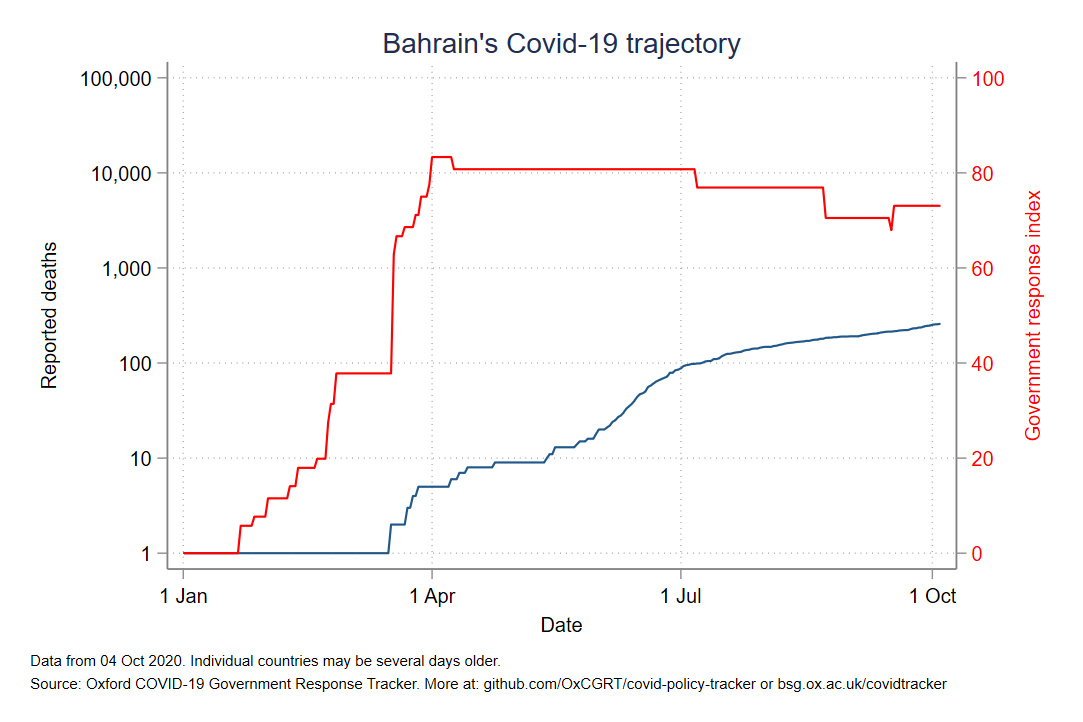 Bahrain's Covid-19 trajectory
100,000
10,000
1,000
100
10
1
Reported deaths
100
80
60
40
20
0
Government response index
1 Jan
1 Apr
1 Jul
1 Oct
Date
Data from 04 Oct 2020. Individual countries may be several days older.
Source: Oxford COVID-19 Government Response Tracker. More at: github.com/OxCGRT/covid-policy-tracker or bsg.ox.ac.uk/covidtracker